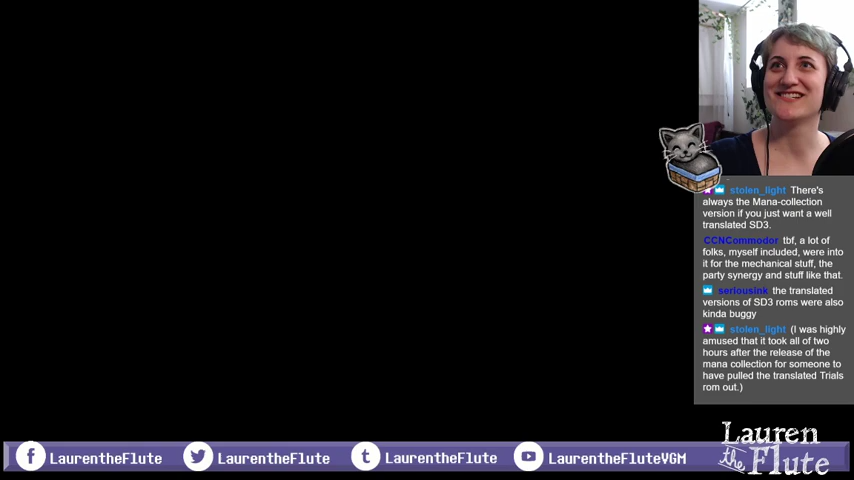 stolen_light There's
always the Mana-collection
version if you just want a well
translated SD3.
CCNCommodor tbf, a lot of
folks, myself included, were into
it for the mechanical stuff, the
party synergy and stuff like that.
seriousink the translated
versions of SD3 roms were also
kinda buggy
stolen_light (I was highly
amused that it took all of two
hours after the release of the
mana collection for someone to
have pulled the translated Trials
rom out.)
LaurentheFlute
LaurentheFlute
LaurentheFlute
LaurentheFluteVGM
Lauren
the Flute